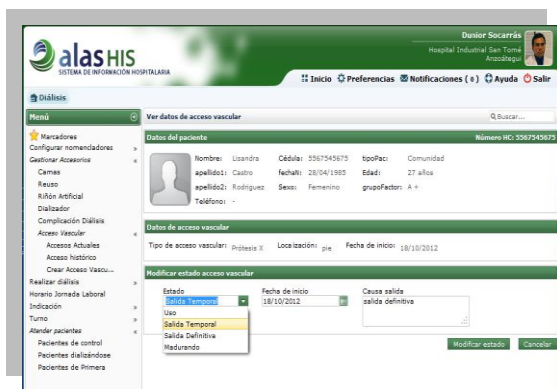 Dunior Socarrás
Hospital Industrial San Tomé
Anzoátegui
alas HIS
SISTEMA DE INFORMACIÓN HOSPITALARIA
Inicio Preferencias Notificaciones ( 0 ) Ayuda Salir
Diálisis
Menú
Ver datos de acceso vascular
Buscar...
Marcadores
Configurar nomencladores
Gestionar Accesorios
Camas
Reuso
Riñón Artificial
Dializador
Complicación Diálisis
Acceso Vascular
Accesos Actuales
Acceso histórico
Crear Acceso Vascu...
Realizar diálisis
Horario Jornada Laboral
Indicación
Turno
Atender pacientes
Pacientes de control
Pacientes dializándose
Pacientes de Primera
Datos del paciente
Número HC: 5567545675
Nombre: Lisandra Cédula: 5567545675 tipoPac: Comunidad
apellido1: Castro fechaN: 28/04/1985 Edad: 27 años
apellido2: Rodriguez Sexo: Femenino grupoFactor: A +
Teléfono: -
Datos de acceso vascular
Tipo de acceso vascular: Prótesis X Localización: pie Fecha de inicio: 18/10/2012
Modificar estado acceso vascular
Estado Fecha de inicio Causa salida
Salida Temporal 18/10/2012 salida definitiva
Uso
Salida Temporal
Salida Definitiva
Madurando
Modificar estado Cancelar